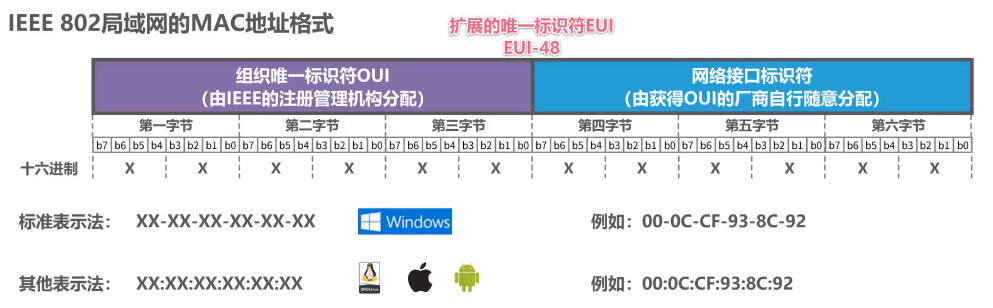 IEEE 802局域网的MAC地址格式
扩展的唯一标识符EUI
EUI-48
组织唯一标识符OUI
（由IEEE的注册管理机构分配）
网络接口标识符
（由获得OUI的厂商自行随意分配）
第一字节 第二字节 第三字节 第四字节 第五字节 第六字节
b7 b6 b5 b4 b3 b2 b1 b0 b7 b6 b5 b4 b3 b2 b1 b0 b7 b6 b5 b4 b3 b2 b1 b0 b7 b6 b5 b4 b3 b2 b1 b0 b7 b6 b5 b4 b3 b2 b1 b0 b7 b6 b5 b4 b3 b2 b1 b0
十六进制 X X X X X X X X X X X X
标准表示法： XX-XX-XX-XX-XX-XX Windows 例如：00-0C-CF-93-8C-92
其他表示法： XX:XX:XX:XX:XX:XX 例如：00:0C:CF:93:8C:92